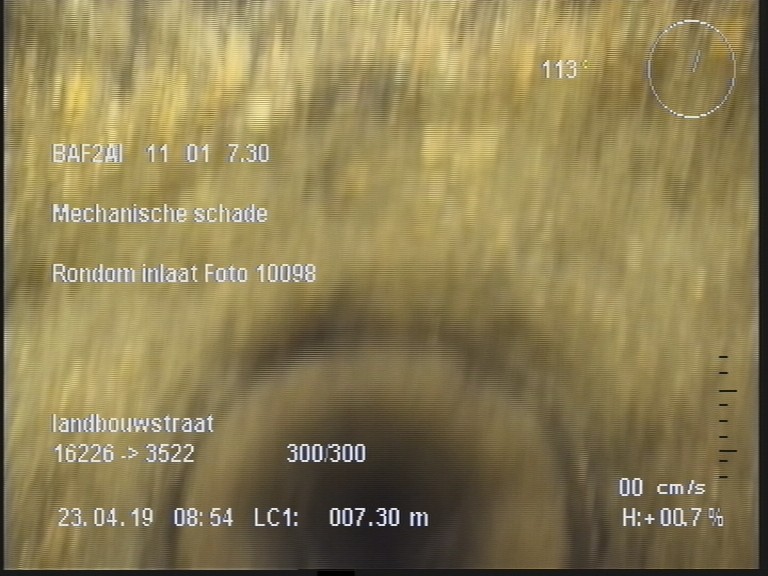 113°
BAF2AI 11 01 7.30
Mechanische schade
Rondom inlaat Foto 10098
landbouwstraat
16226 -> 3522 300/300
00 cm/s
23.04.19 08:54 LC1: 007.30 m H:+00.7 %